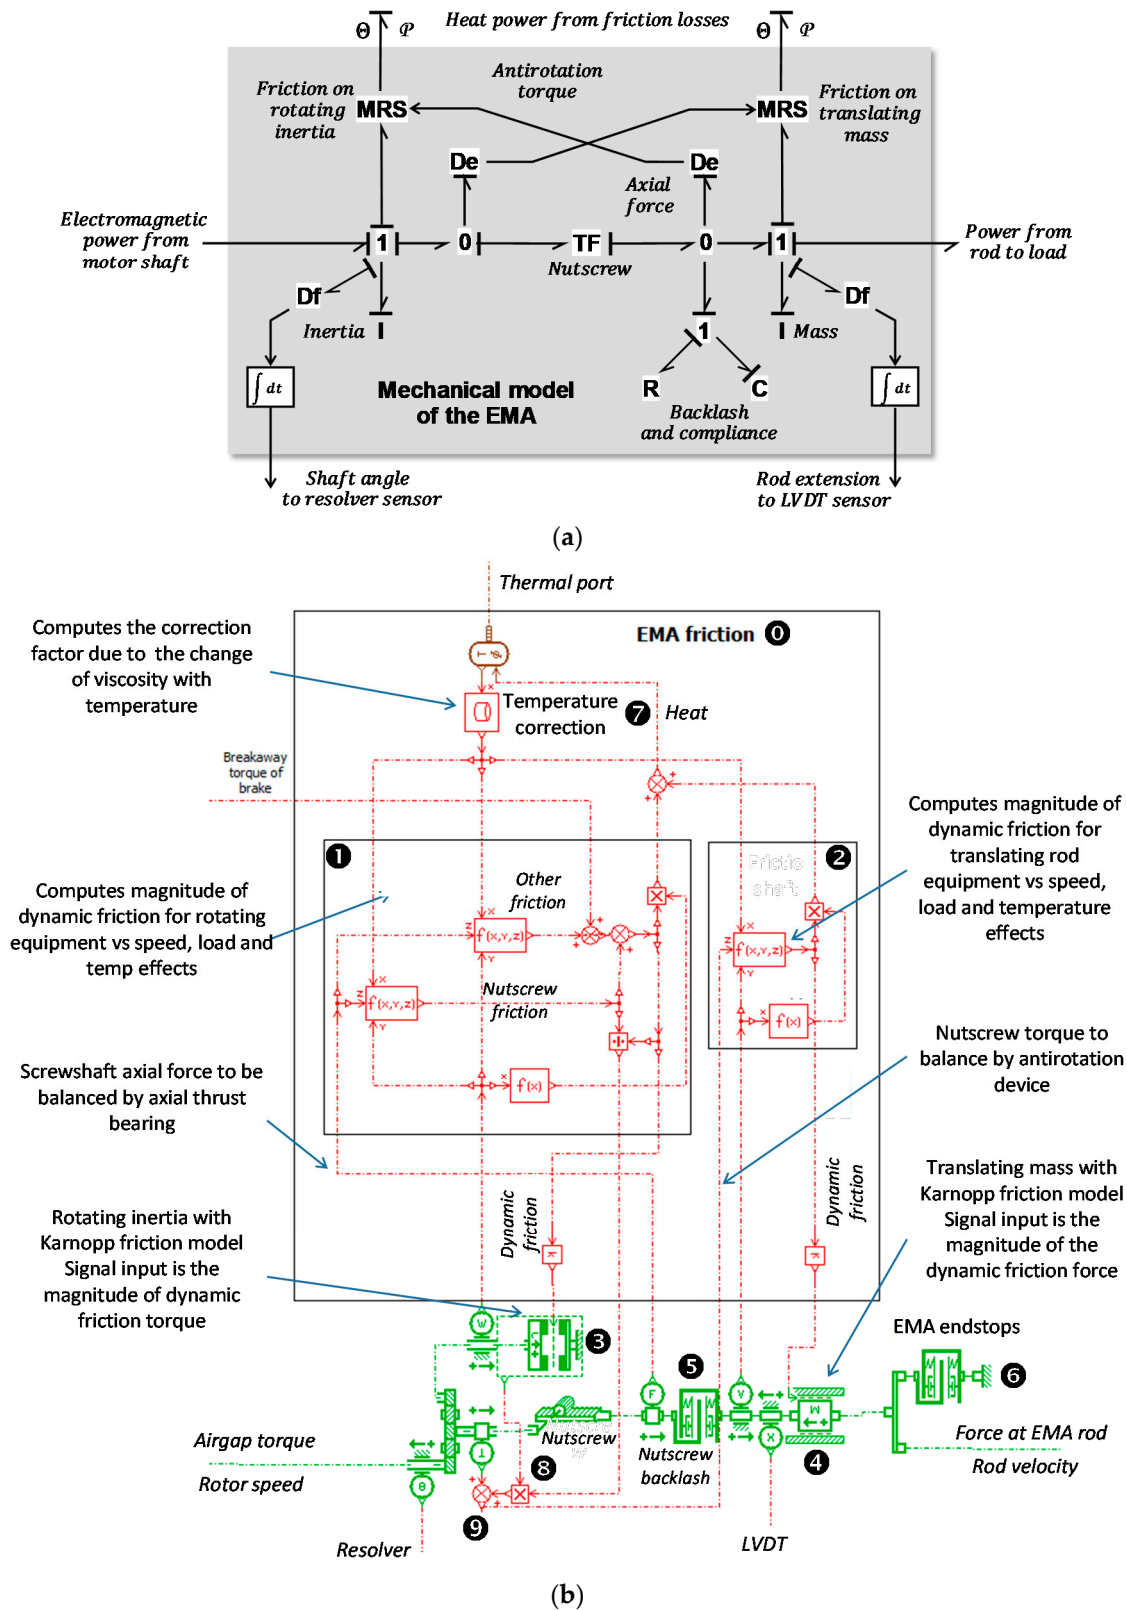 Heat power from friction losses
Θ 𝒫
Θ 𝒫
Antirotation
torque
Friction on
rotating
inertia
MRS
MRS
Friction on
translating
mass
De
De
Axial
force
Electromagnetic
power from
motor shaft
1
0
TF
0
1
Power from
rod to load
Nutscrew
Df
Df
Inertia
I
1
I
Mass
∫ dt
R
C
∫ dt
Mechanical model
of the EMA
Backlash
and compliance
Shaft angle
to resolver sensor
Rod extension
to LVDT sensor
(a)
Thermal port
EMA friction 0
Computes the correction
factor due to the change
of viscosity with
temperature
Temperature
correction
7
Heat
Breakaway
torque of
brake
Computes magnitude of
dynamic friction for
translating rod
equipment vs speed,
load and temperature
effects
1
2
Frictio
shaft
Other
friction
Computes magnitude of
dynamic friction for rotating
equipment vs speed, load and
temp effects
f(X,Y,Z)
f(X,Y,Z)
Nutscrew
friction
f(X,Y,Z)
f(x)
f(x)
Nutscrew torque to
balance by antirotation
device
Screwshaft axial force to be
balanced by axial thrust
bearing
Dynamic
friction
Dynamic
friction
K
K
Translating mass with
Karnopp friction model
Signal input is the
magnitude of the
dynamic friction force
Rotating inertia with
Karnopp friction model
Signal input is the
magnitude of dynamic
friction torque
EMA endstops
W
3
5
6
F
V
M
X
4
Nutscrew
Nutscrew
backlash
Airgap torque
Rotor speed
T
θ
8
9
Force at EMA rod
Rod velocity
Resolver
LVDT
(b)